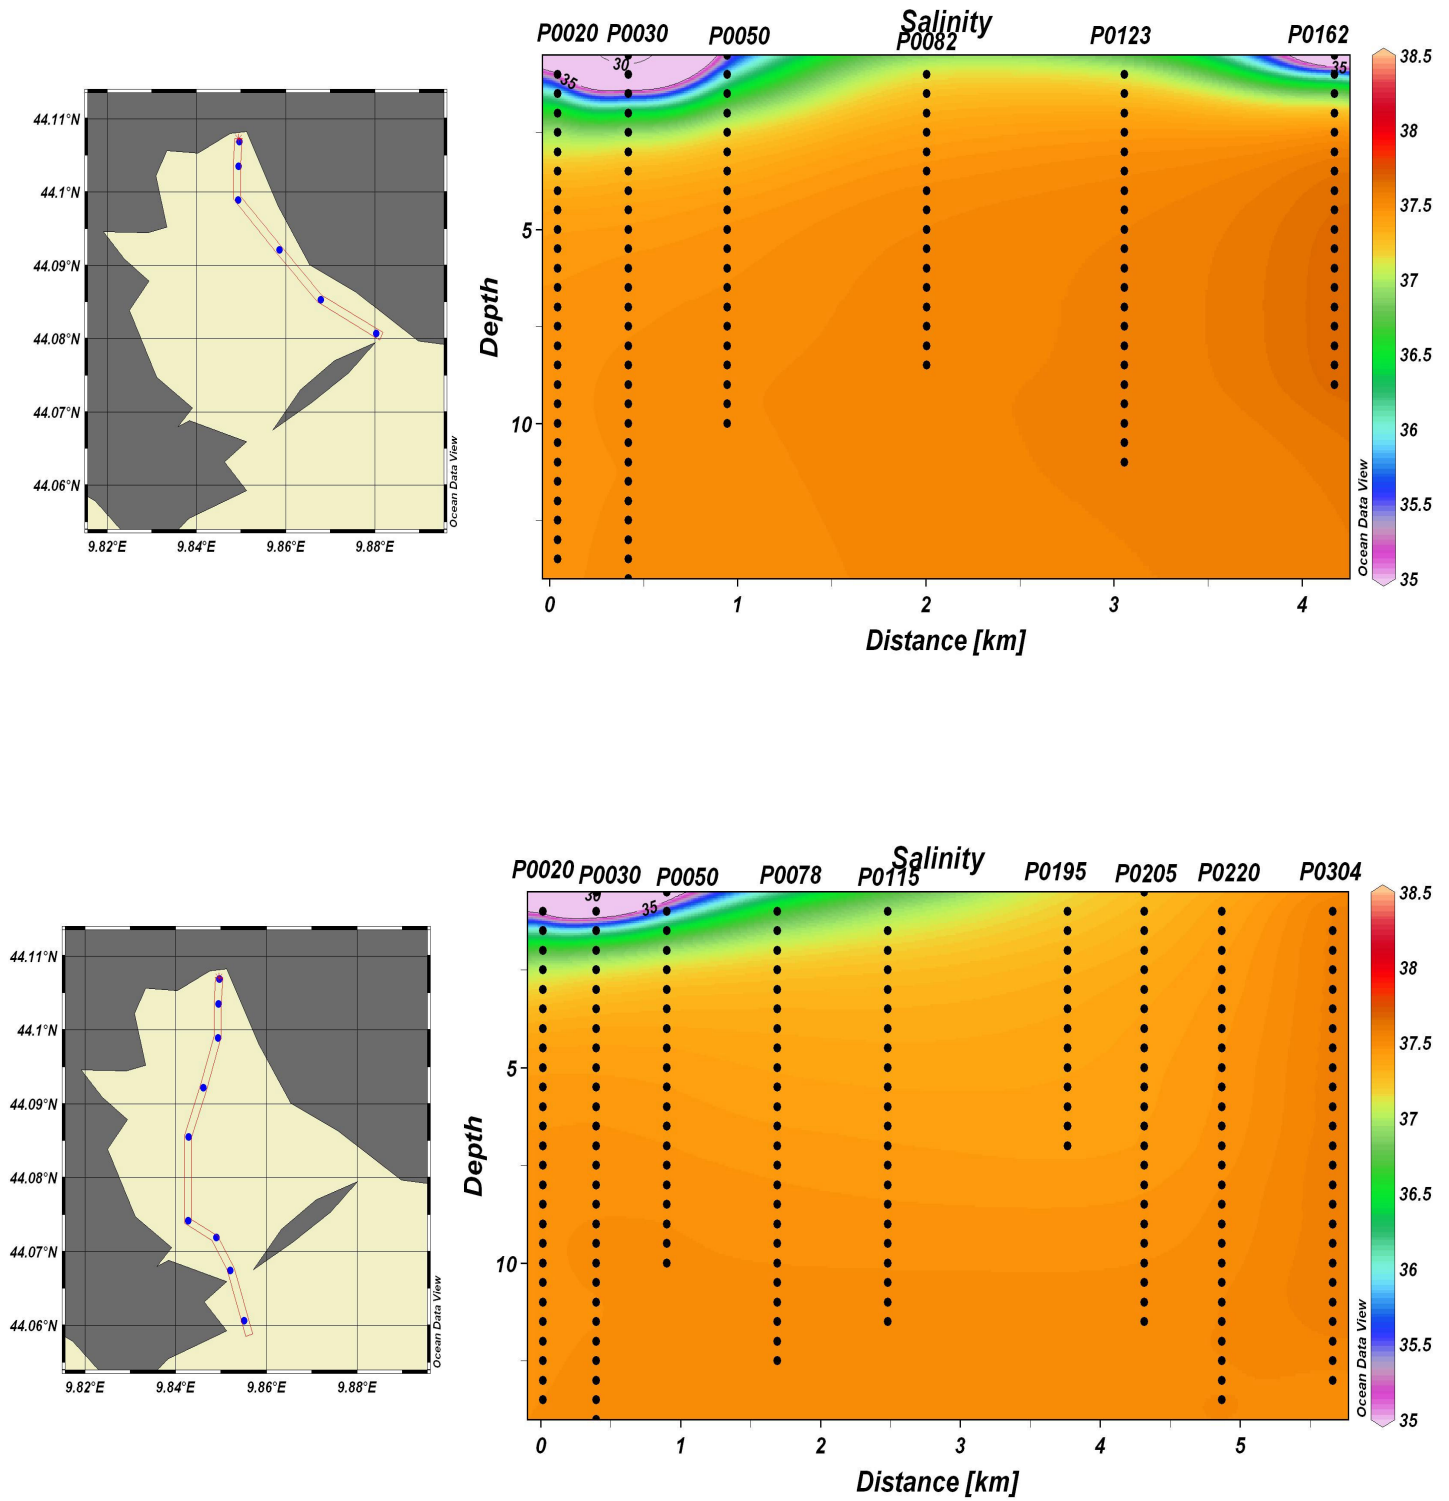 Salinity
P0020 P0030 P0050 P0082 P0123 P0162
30
35
35
38.5
38
37.5
37
36.5
36
35.5
35
44.11°N
44.1°N
44.09°N
44.08°N
44.07°N
44.06°N
9.82°E 9.84°E 9.86°E 9.88°E
Ocean Data View
Depth
5
10
0 1 2 3 4
Distance [km]
Ocean Data View
Salinity
P0020 P0030 P0050 P0078 P0115 P0195 P0205 P0220 P0304
30
35
38.5
38
37.5
37
36.5
36
35.5
35
44.11°N
44.1°N
44.09°N
44.08°N
44.07°N
44.06°N
9.82°E 9.84°E 9.86°E 9.88°E
Ocean Data View
Depth
5
10
0 1 2 3 4 5
Distance [km]
Ocean Data View